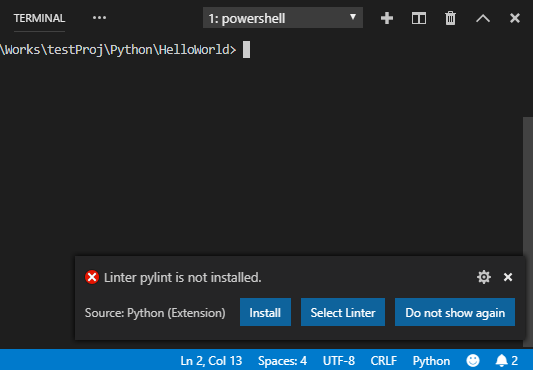 TERMINAL ••• 1: powershell
\Works\testProj\Python\HelloWorld>
Linter pylint is not installed.
Source: Python (Extension) Install Select Linter Do not show again
Ln 2, Col 13 Spaces: 4 UTF-8 CRLF Python 2